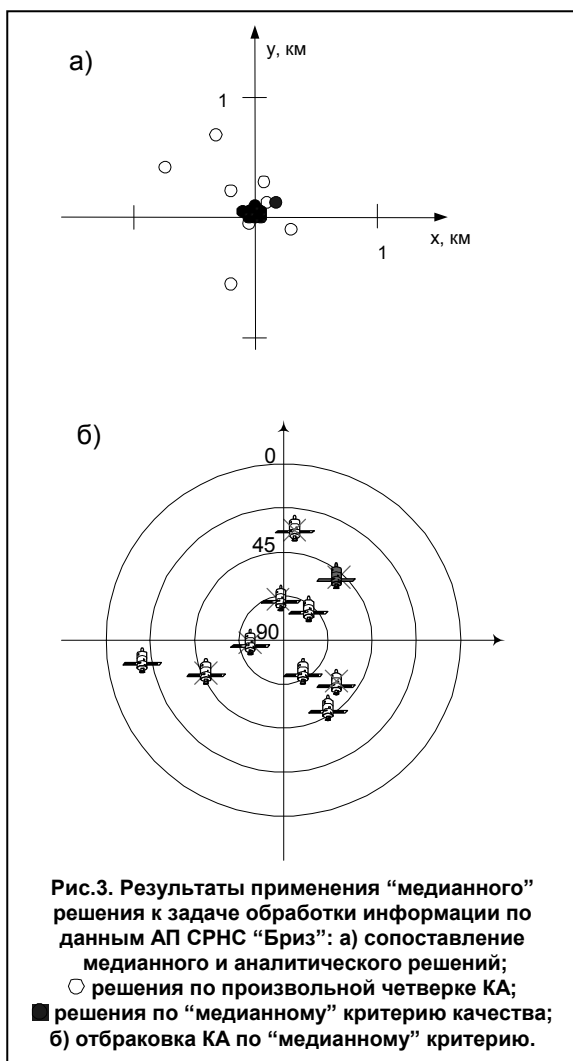 а)
y, км
1
x, км
1
б)
0
45
90
Рис.3. Результаты применения “медианного”
решения к задаче обработки информации по
данным АП СРНС “Бриз”: а) сопоставление
медианного и аналитического решений;
○ решения по произвольной четверке КА;
● решения по “медианному” критерию качества;
б) отбраковка КА по “медианному” критерию.